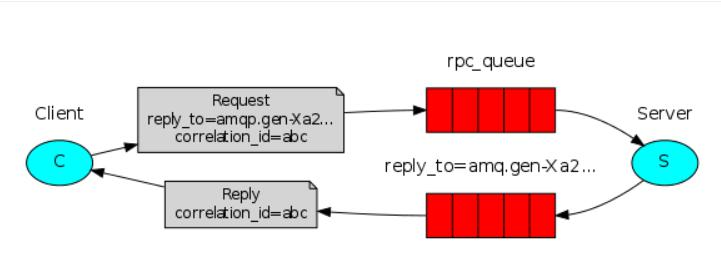 rpc_queue
Client
Request
reply_to=amqp.gen-Xa2...
correlation_id=abc
Server
C
S
reply_to=amq.gen-Xa2...
Reply
correlation_id=abc